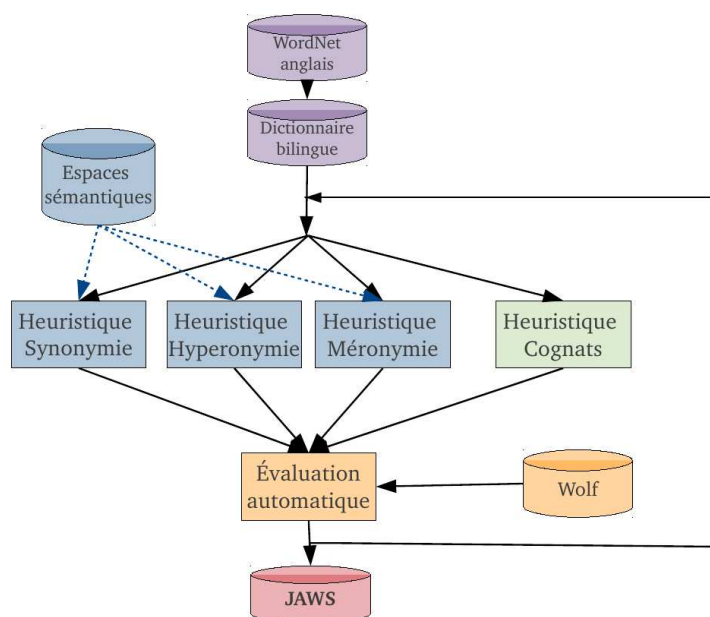 WordNet
anglais
Dictionnaire
bilingue
Espaces
sémantiques
Heuristique
Synonymie
Heuristique
Hyperonymie
Heuristique
Méronymie
Heuristique
Cognats
Évaluation
automatique
Wolf
JAWS